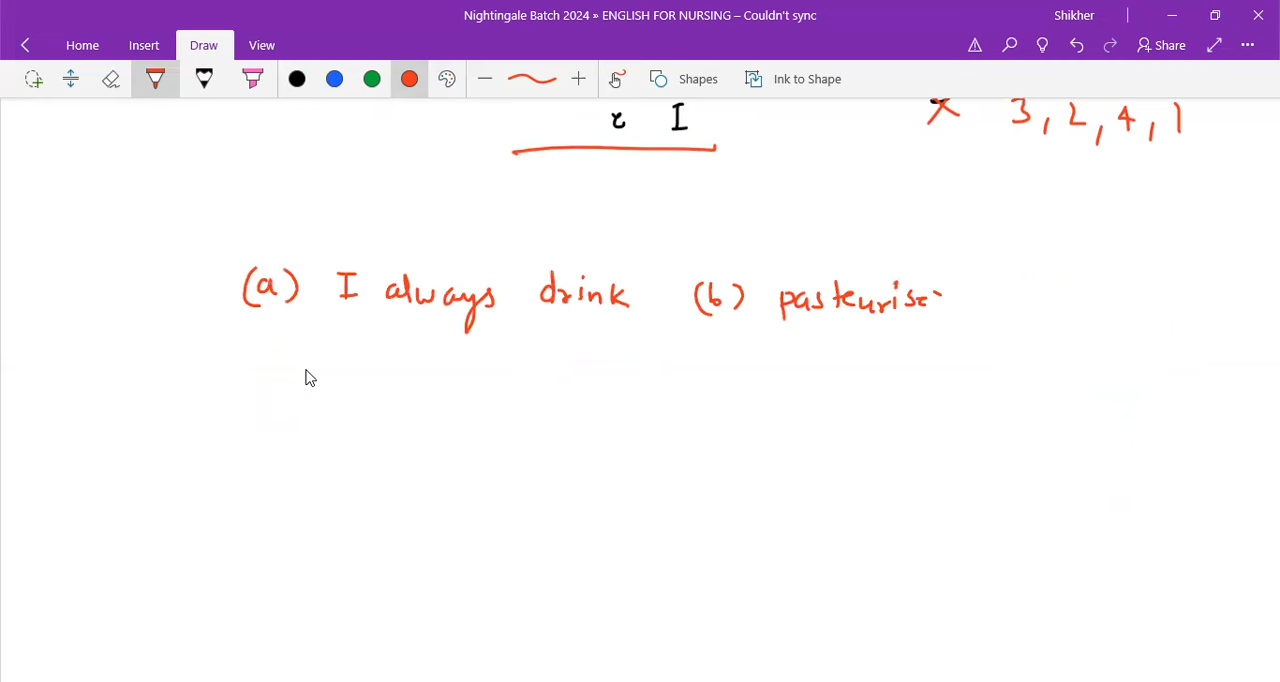 Nightingale Batch 2024 » ENGLISH FOR NURSING – Couldn't sync Shikher
Home Insert Draw View Share
Shapes Ink to Shape
I 3, 2, 4, 1
(a) I always drink (b) pasteuris